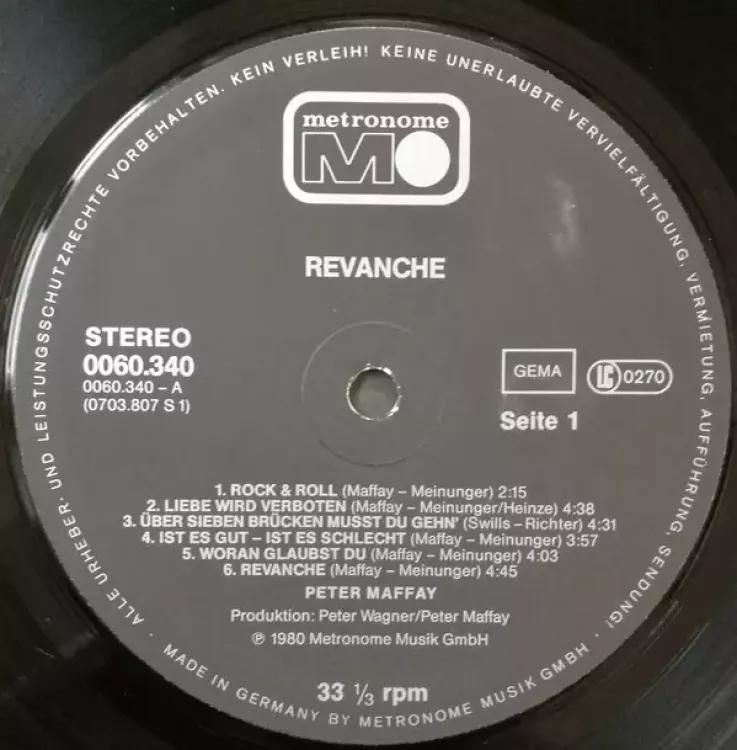 ALLE URHEBER- UND LEISTUNGSSCHUTZRECHTE VORBEHALTEN. KEIN VERLEIH! KEINE UNERLAUBTE VERVIELFÄLTIGUNG, VERMIETUNG, AUFFÜHRUNG, SENDUNG!
metronome
MO
REVANCHE
STEREO
0060.340
0060.340 – A
(0703.807 S 1)
GEMA
LC 0270
Seite 1
1. ROCK & ROLL (Maffay – Meinunger) 2:15
2. LIEBE WIRD VERBOTEN (Maffay – Meinunger/Heinze) 4:38
3. ÜBER SIEBEN BRÜCKEN MUSST DU GEHN' (Swills – Richter) 4:31
4. IST ES GUT – IST ES SCHLECHT (Maffay – Meinunger) 3:57
5. WORAN GLAUBST DU (Maffay – Meinunger) 4:03
6. REVANCHE (Maffay – Meinunger) 4:45
PETER MAFFAY
Produktion: Peter Wagner/Peter Maffay
℗ 1980 Metronome Musik GmbH
33 ⅓ rpm
· MADE IN GERMANY BY METRONOME MUSIK GMBH ·